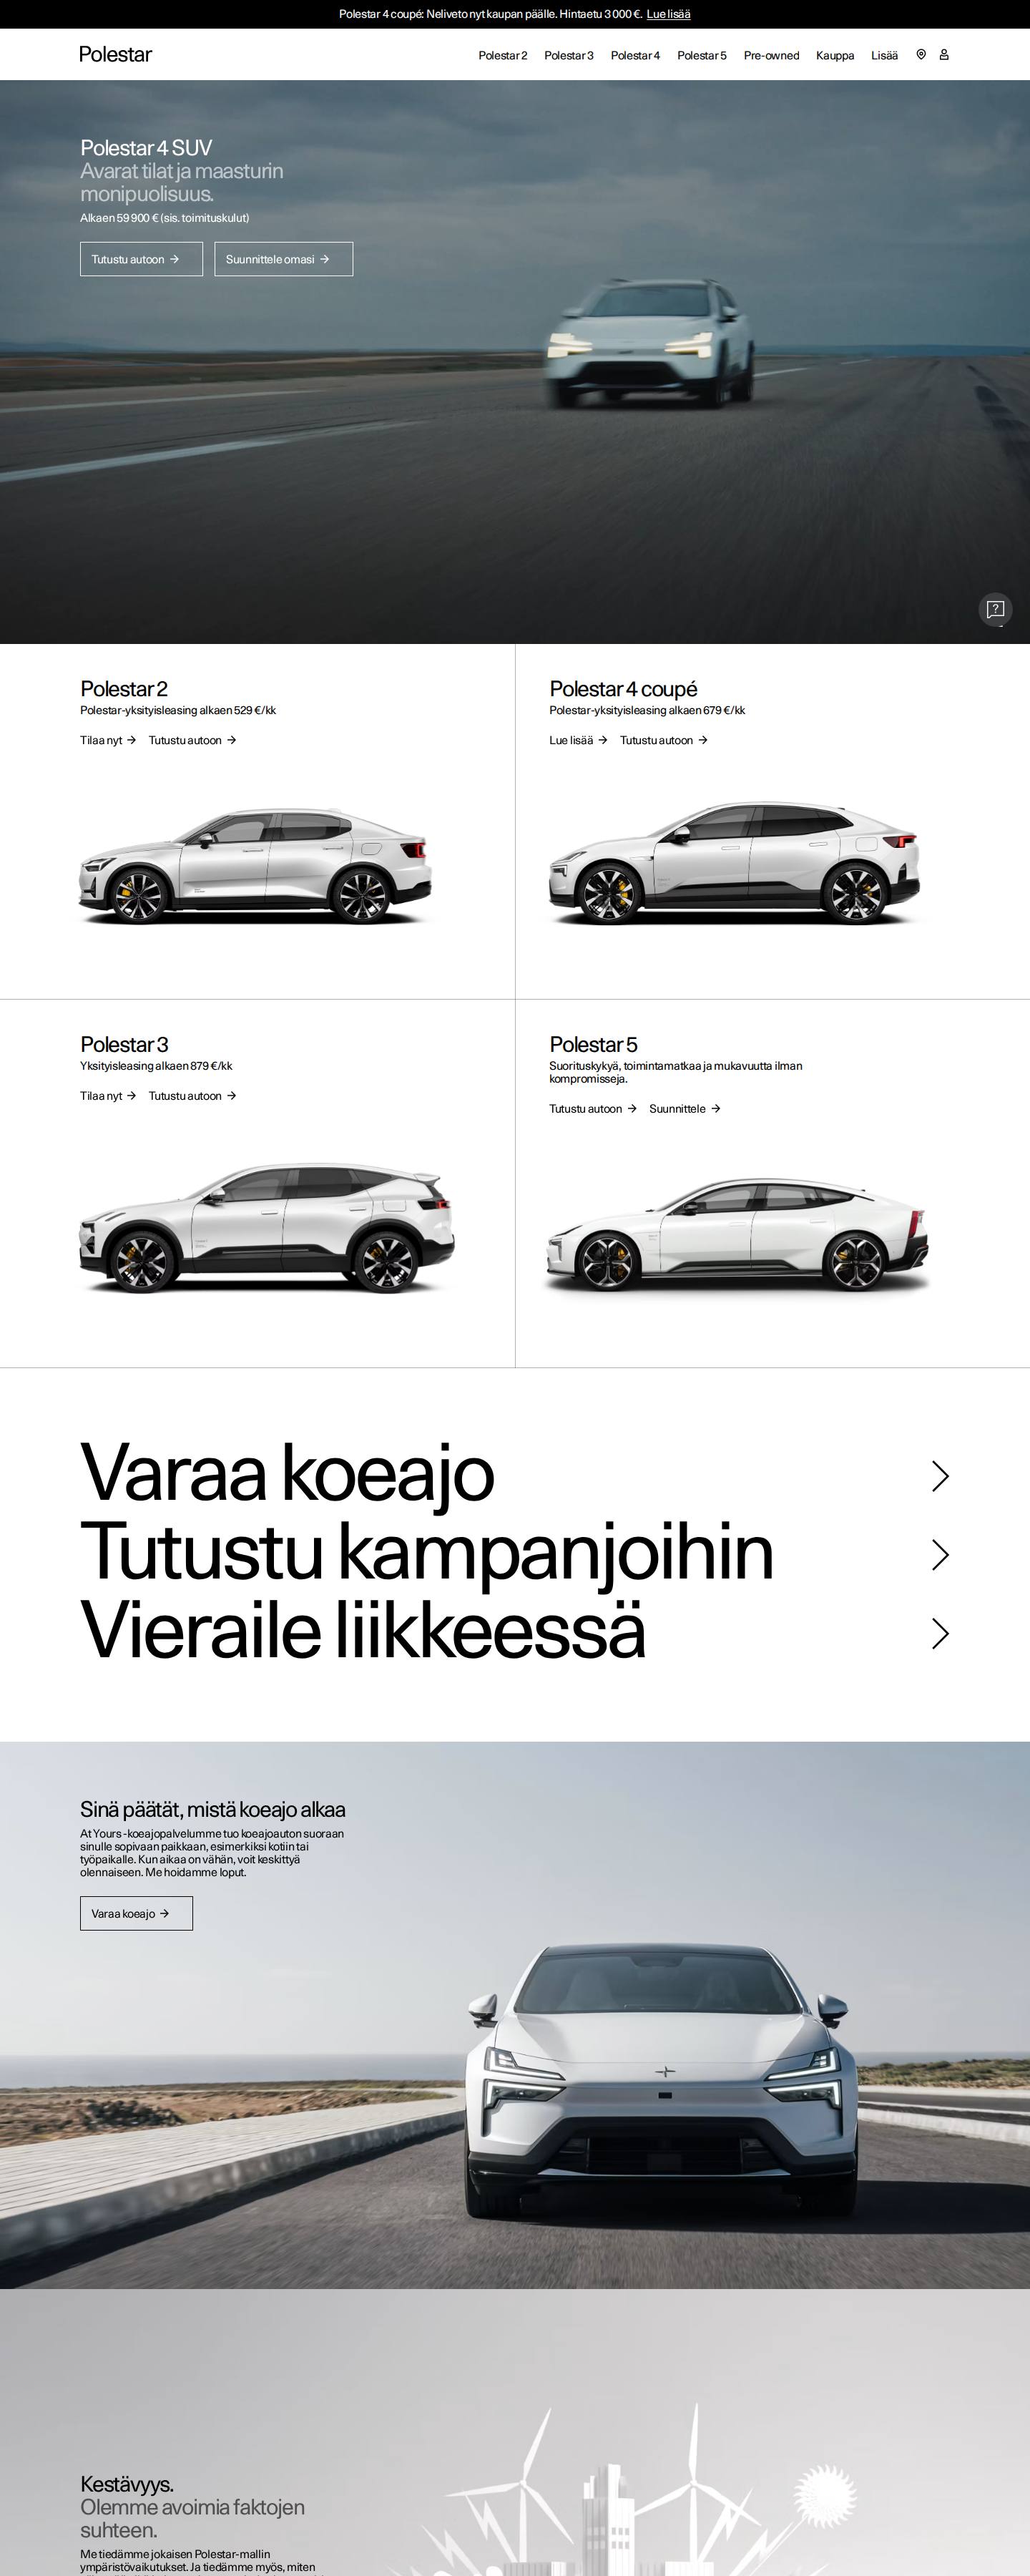 Polestar 4 coupé: Neliveto nyt kaupan päälle. Hintaetu 3 000 €. Lue lisää
Polestar
Polestar 2 Polestar 3 Polestar 4 Polestar 5 Pre-owned Kauppa Lisää
Polestar 4 SUV
Avarat tilat ja maasturin
monipuolisuus.
Alkaen 59 900 € (sis. toimituskulut)
Tutustu autoon
Suunnittele omasi
Polestar 2
Polestar-yksityisleasing alkaen 529 €/kk
Tilaa nyt Tutustu autoon
Polestar 4 coupé
Polestar-yksityisleasing alkaen 679 €/kk
Lue lisää Tutustu autoon
Polestar 3
Yksityisleasing alkaen 879 €/kk
Tilaa nyt Tutustu autoon
Polestar 5
Suorituskykyä, toimintamatkaa ja mukavuutta ilman
kompromisseja.
Tutustu autoon Suunnittele
Varaa koeajo
Tutustu kampanjoihin
Vieraile liikkeessä
Sinä päätät, mistä koeajo alkaa
At Yours -koeajopalvelumme tuo koeajoauton suoraan
sinulle sopivaan paikkaan, esimerkiksi kotiin tai
työpaikalle. Kun aikaa on vähän, voit keskittyä
olennaiseen. Me hoidamme loput.
Varaa koeajo
Kestävyys.
Olemme avoimia faktojen
suhteen.
Me tiedämme jokaisen Polestar-mallin
ympäristövaikutukset. Ja tiedämme myös, miten